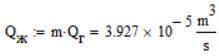 Qж := m·Qг = 3.927 × 10⁻⁵ m³/s